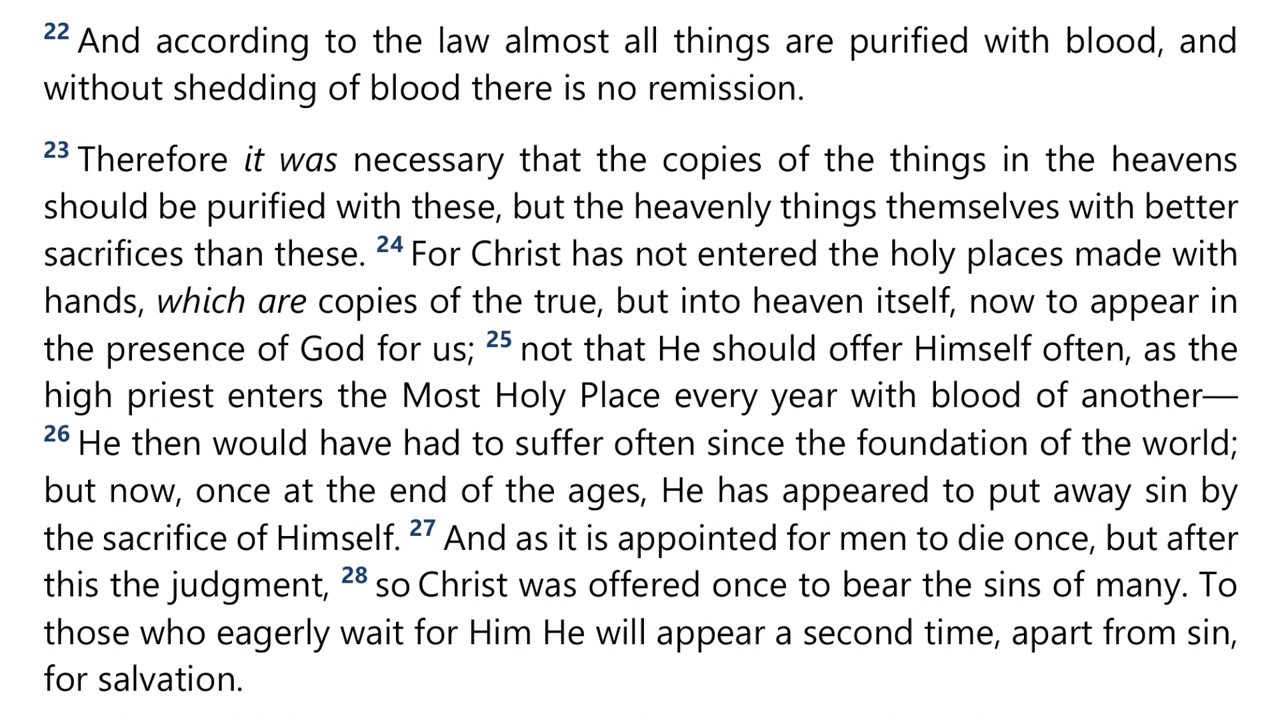 22 And according to the law almost all things are purified with blood, and
without shedding of blood there is no remission.
23 Therefore it was necessary that the copies of the things in the heavens
should be purified with these, but the heavenly things themselves with better
sacrifices than these. 24 For Christ has not entered the holy places made with
hands, which are copies of the true, but into heaven itself, now to appear in
the presence of God for us; 25 not that He should offer Himself often, as the
high priest enters the Most Holy Place every year with blood of another—
26 He then would have had to suffer often since the foundation of the world;
but now, once at the end of the ages, He has appeared to put away sin by
the sacrifice of Himself. 27 And as it is appointed for men to die once, but after
this the judgment, 28 so Christ was offered once to bear the sins of many. To
those who eagerly wait for Him He will appear a second time, apart from sin,
for salvation.